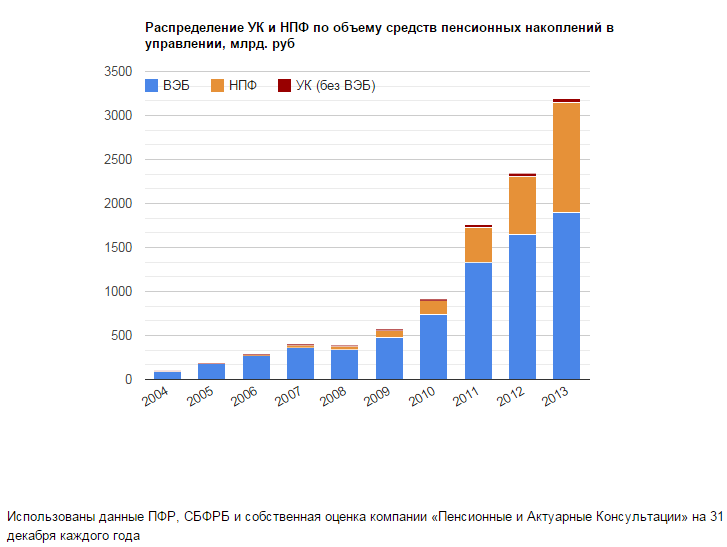 Распределение УК и НПФ по объему средств пенсионных накоплений в
управлении, млрд. руб
3500
ВЭБ НПФ УК (без ВЭБ)
3000
2500
2000
1500
1000
500
0
2004 2005 2006 2007 2008 2009 2010 2011 2012 2013
Использованы данные ПФР, СБФРБ и собственная оценка компании «Пенсионные и Актуарные Консультации» на 31
декабря каждого года